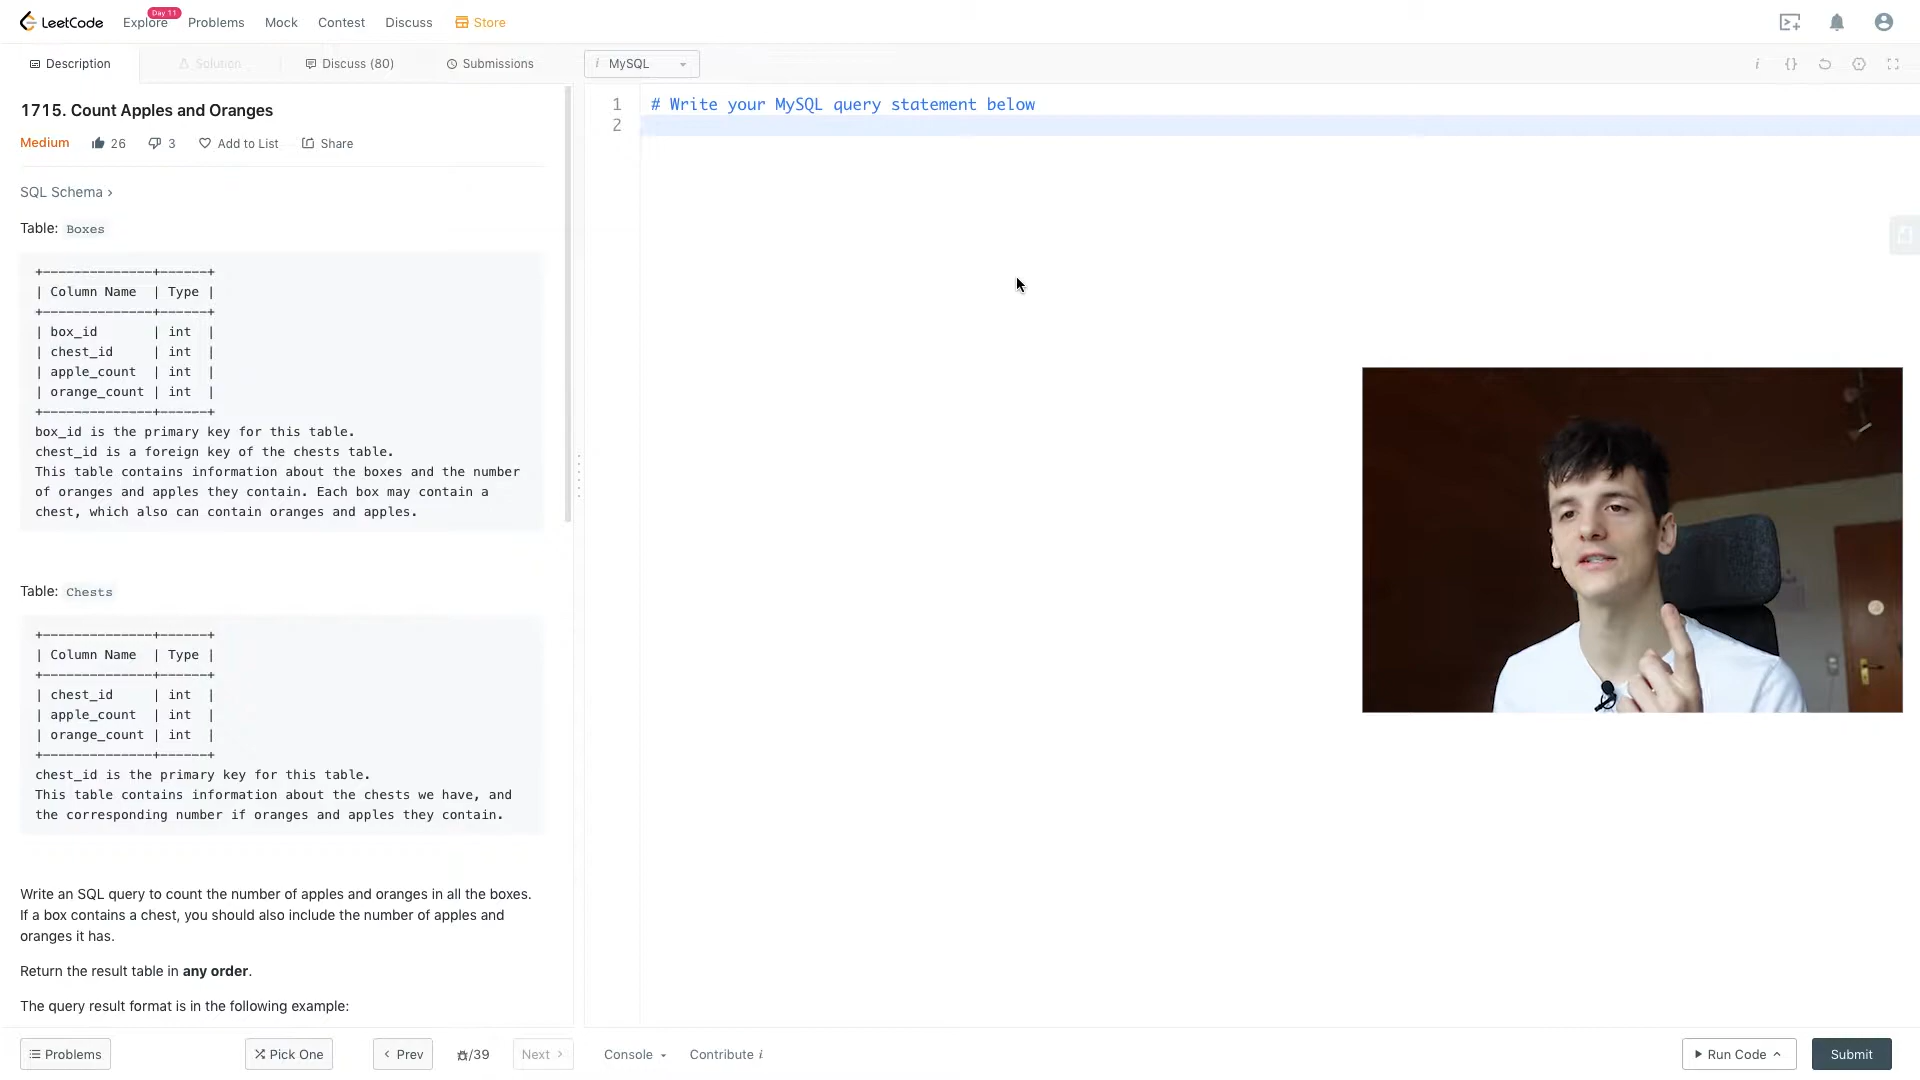 LeetCode Explore Day 11 Problems Mock Contest Discuss Store
Description Solution Discuss (80) Submissions
i MySQL
i {}
1715. Count Apples and Oranges
Medium 26 3 Add to List Share
SQL Schema ›
Table: Boxes
+--------------+------+
| Column Name  | Type |
+--------------+------+
| box_id       | int  |
| chest_id     | int  |
| apple_count  | int  |
| orange_count | int  |
+--------------+------+
box_id is the primary key for this table.
chest_id is a foreign key of the chests table.
This table contains information about the boxes and the number
of oranges and apples they contain. Each box may contain a
chest, which also can contain oranges and apples.
Table: Chests
+--------------+------+
| Column Name  | Type |
+--------------+------+
| chest_id     | int  |
| apple_count  | int  |
| orange_count | int  |
+--------------+------+
chest_id is the primary key for this table.
This table contains information about the chests we have, and
the corresponding number if oranges and apples they contain.
Write an SQL query to count the number of apples and oranges in all the boxes.
If a box contains a chest, you should also include the number of apples and
oranges it has.
Return the result table in any order.
The query result format is in the following example:
1 # Write your MySQL query statement below
2
Problems Pick One ‹ Prev /39 Next › Console Contribute i Run Code Submit